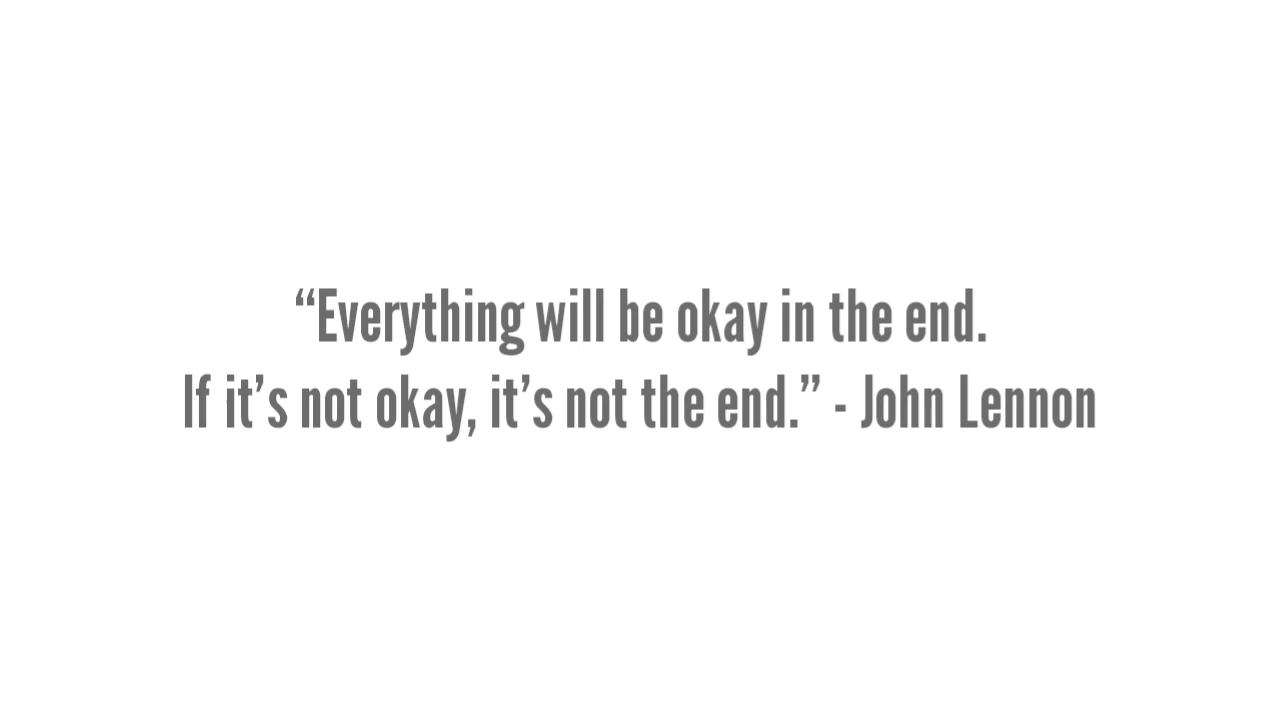 “Everything will be okay in the end.
If it’s not okay, it’s not the end.” - John Lennon